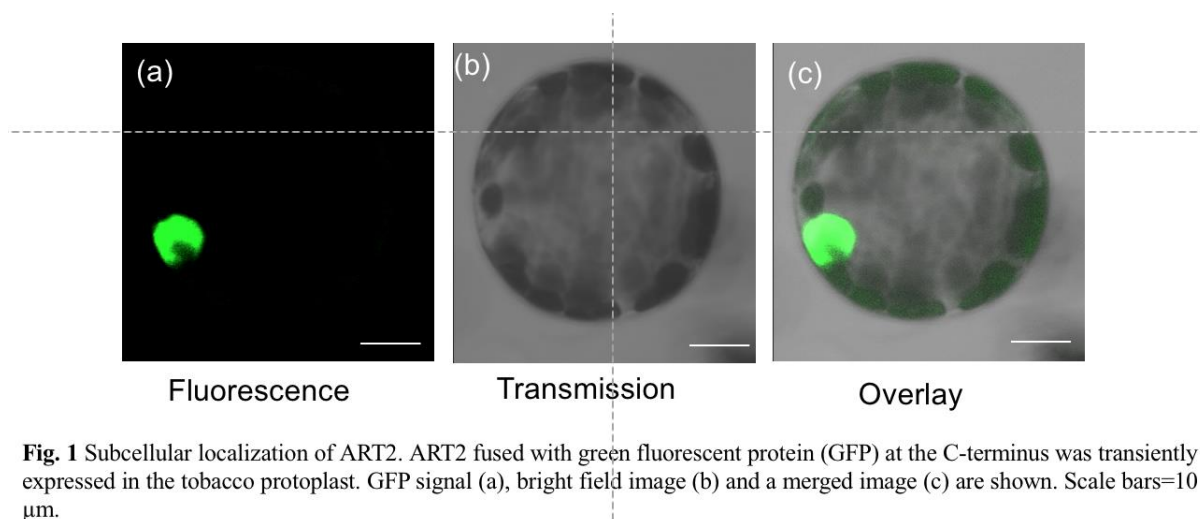 (a)
(b)
(c)
Fluorescence
Transmission
Overlay
Fig. 1 Subcellular localization of ART2. ART2 fused with green fluorescent protein (GFP) at the C-terminus was transiently
expressed in the tobacco protoplast. GFP signal (a), bright field image (b) and a merged image (c) are shown. Scale bars=10
μm.